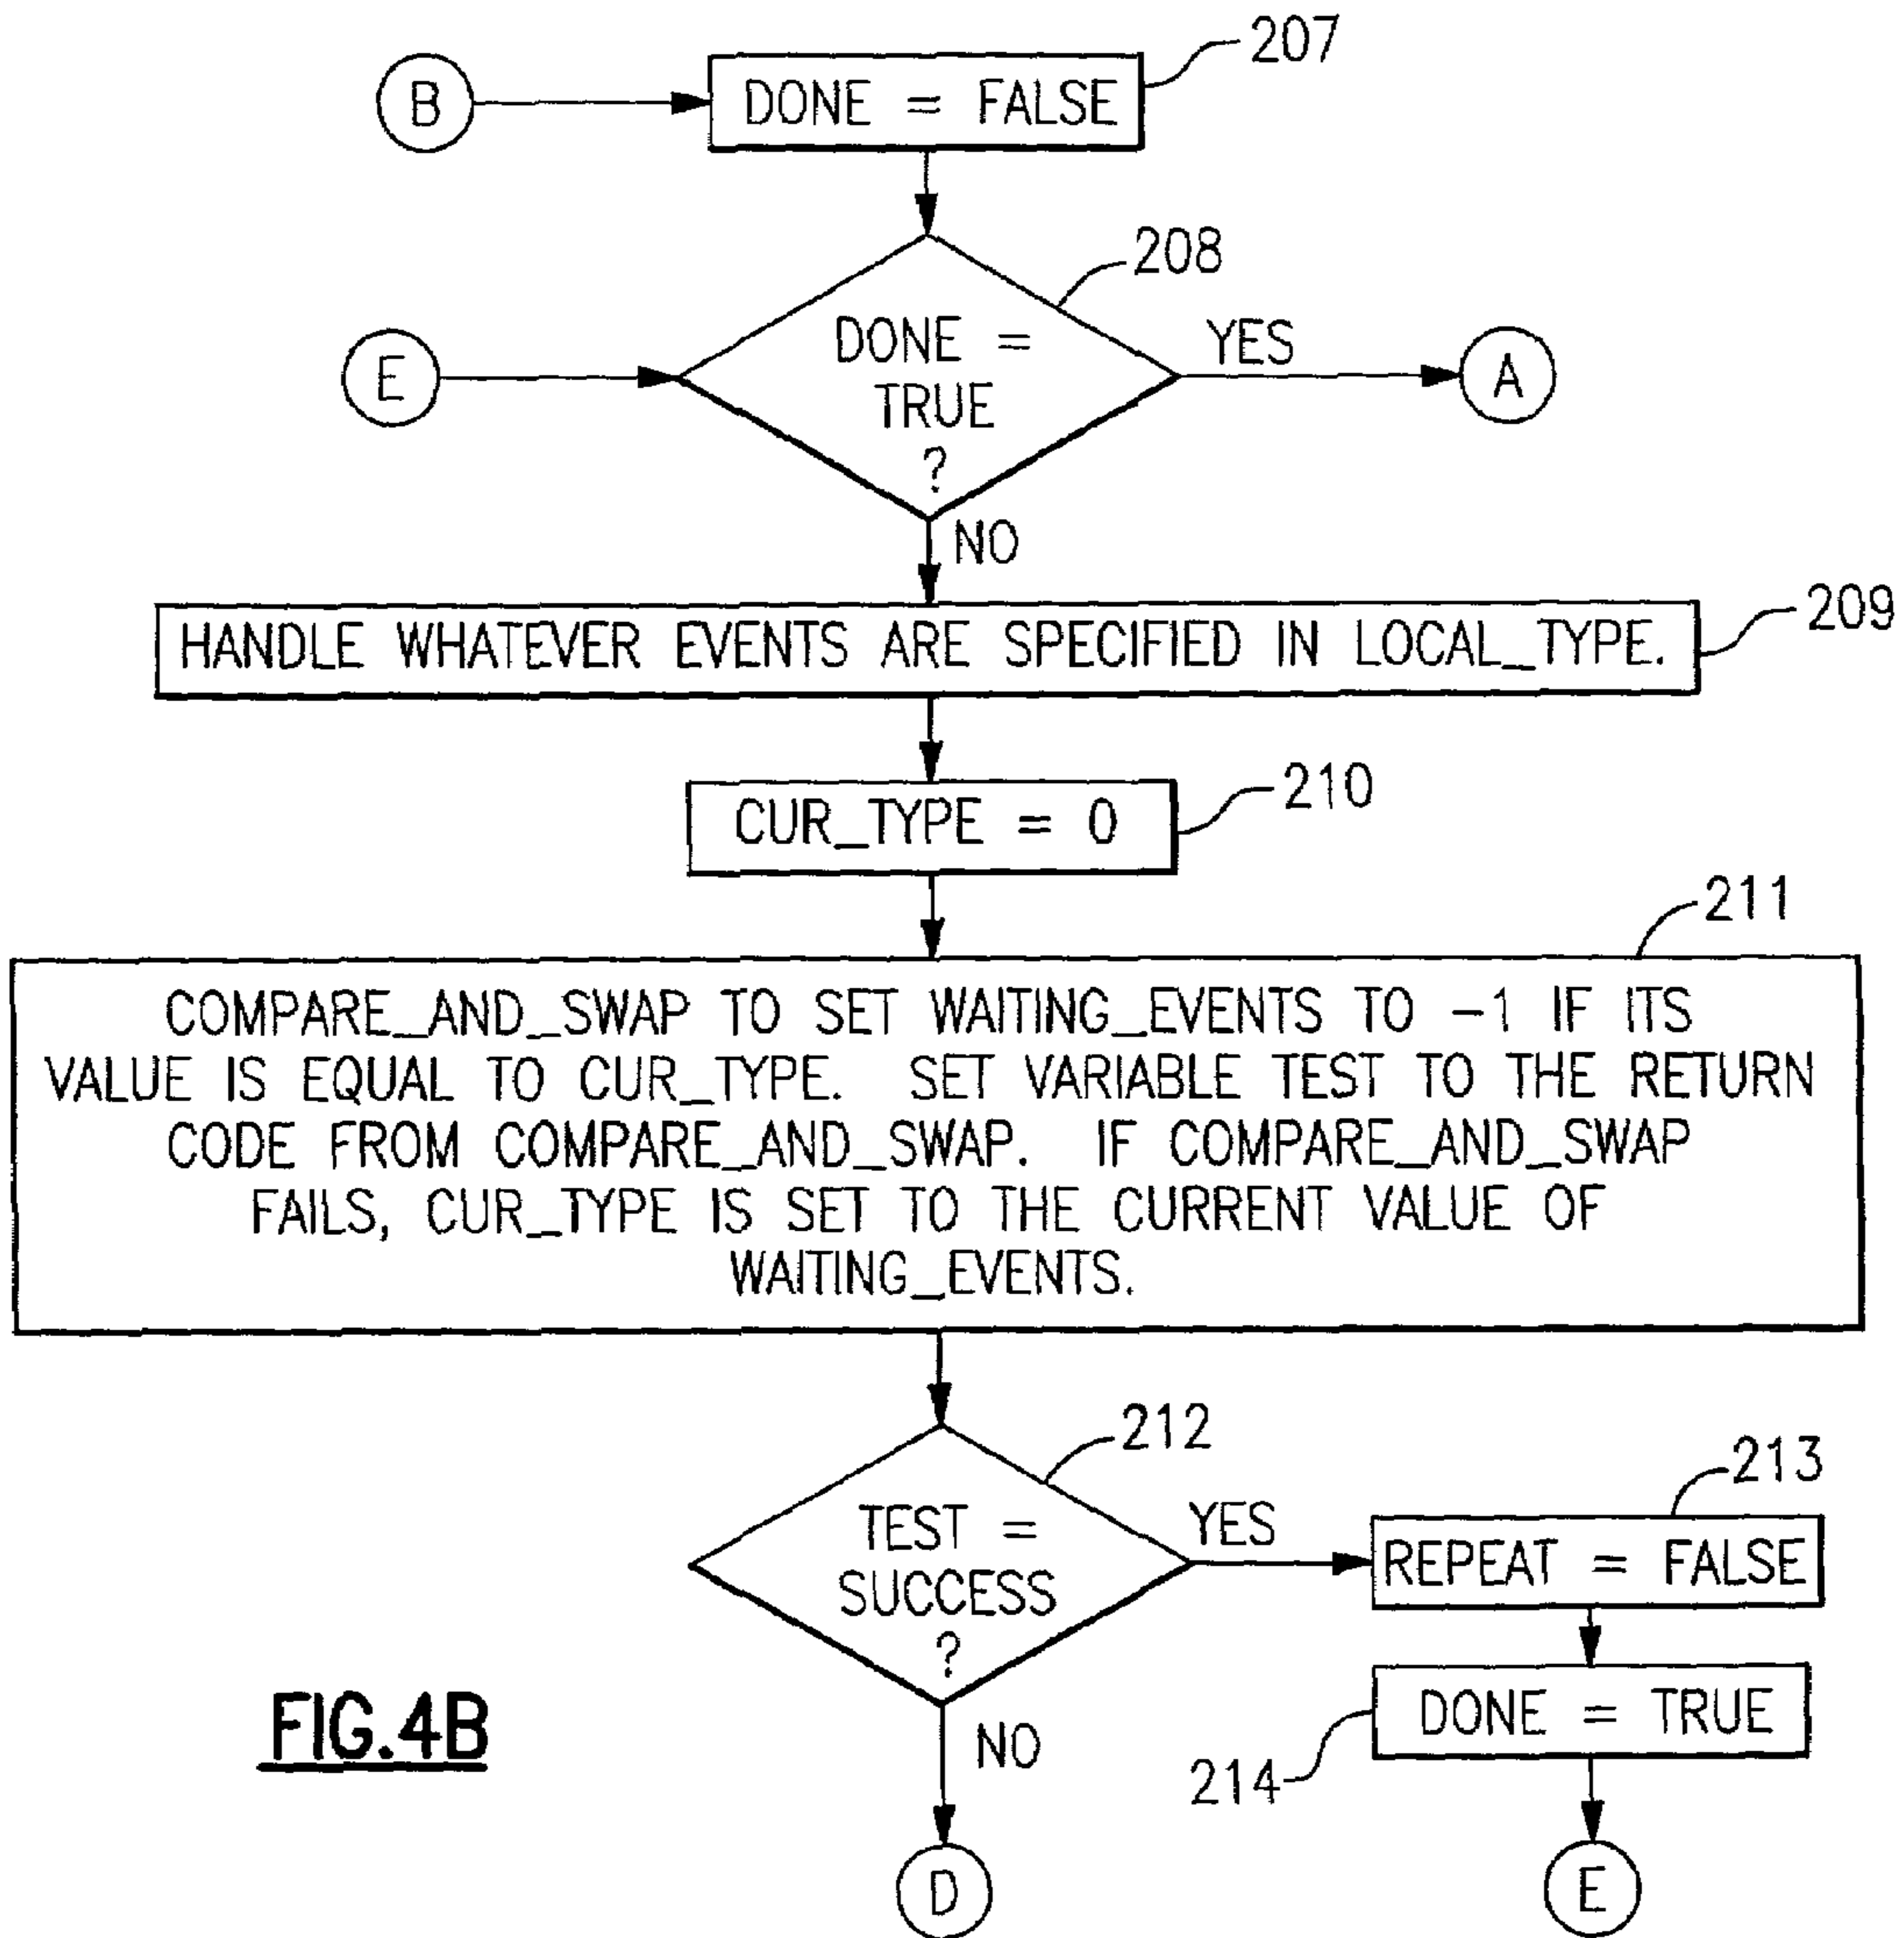 207
B
DONE = FALSE
208
DONE =
TRUE
?
YES
E
A
NO
HANDLE WHATEVER EVENTS ARE SPECIFIED IN LOCAL_TYPE.
209
CUR_TYPE = 0
210
211
COMPARE_AND_SWAP TO SET WAITING_EVENTS TO -1 IF ITS
VALUE IS EQUAL TO CUR_TYPE. SET VARIABLE TEST TO THE RETURN
CODE FROM COMPARE_AND_SWAP. IF COMPARE_AND_SWAP
FAILS, CUR_TYPE IS SET TO THE CURRENT VALUE OF
WAITING_EVENTS.
212
TEST =
SUCCESS
?
YES
213
REPEAT = FALSE
DONE = TRUE
214
NO
D
E
FIG.4B